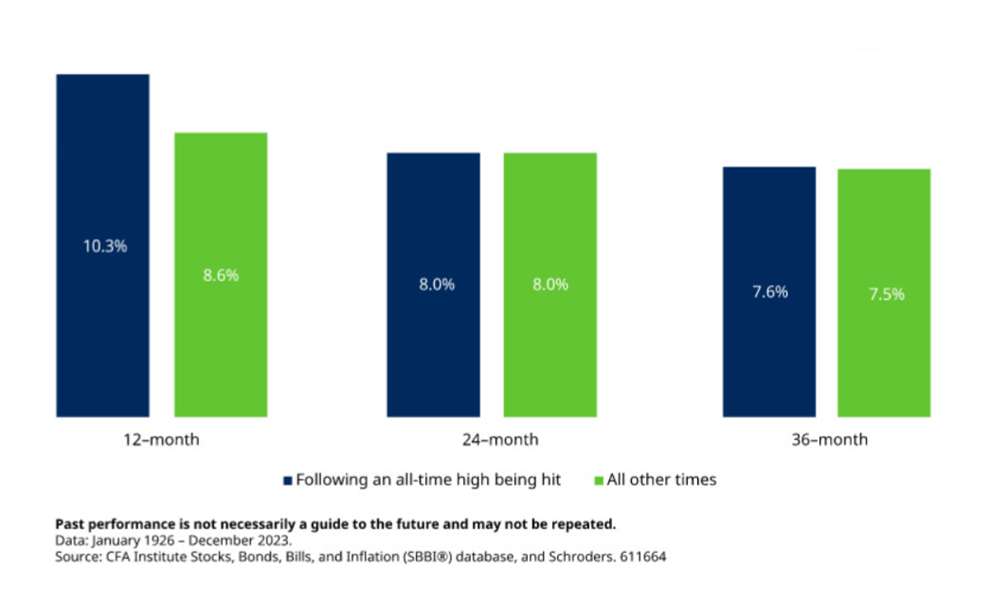 10.3%
8.6%
8.0%
8.0%
7.6%
7.5%
12–month
24–month
36–month
Following an all-time high being hit
All other times
Past performance is not necessarily a guide to the future and may not be repeated.
Data: January 1926 – December 2023.
Source: CFA Institute Stocks, Bonds, Bills, and Inflation (SBBI®) database, and Schroders. 611664